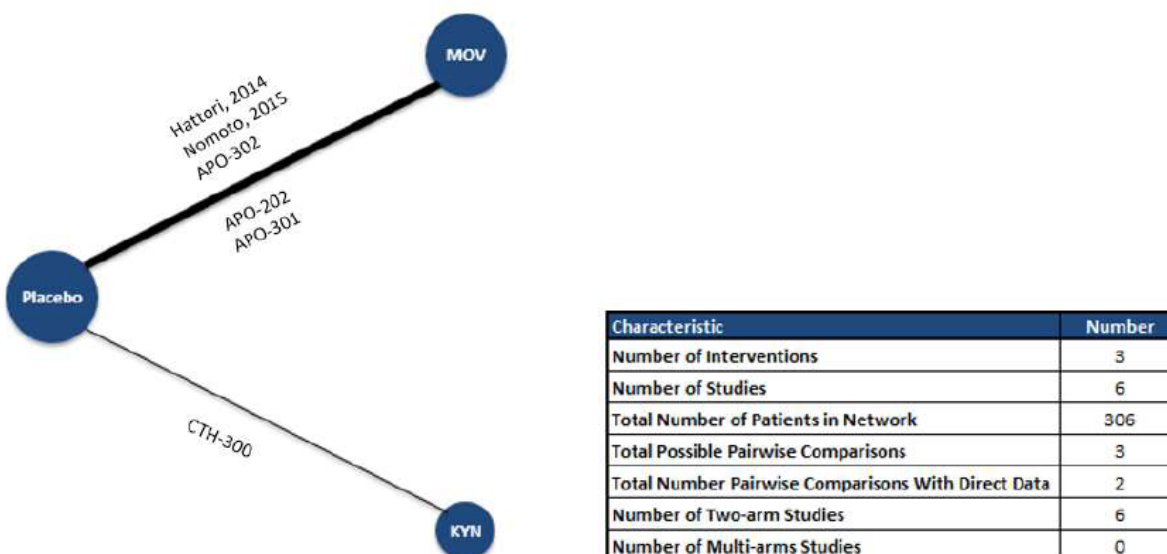 MOV
Hattori, 2014
Nomoto, 2015
APO-302
APO-202
APO-301
Placebo
CTH-300
KYN
Characteristic Number
Number of Interventions 3
Number of Studies 6
Total Number of Patients in Network 306
Total Possible Pairwise Comparisons 3
Total Number Pairwise Comparisons With Direct Data 2
Number of Two-arm Studies 6
Number of Multi-arms Studies 0